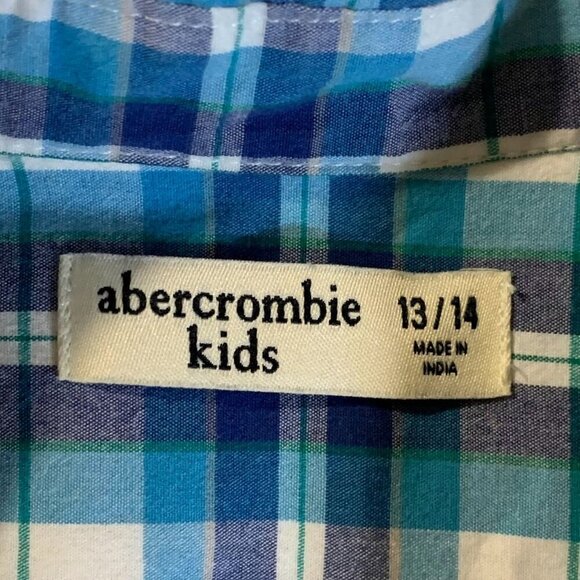 abercrombie
kids
13/14
MADE IN
INDIA